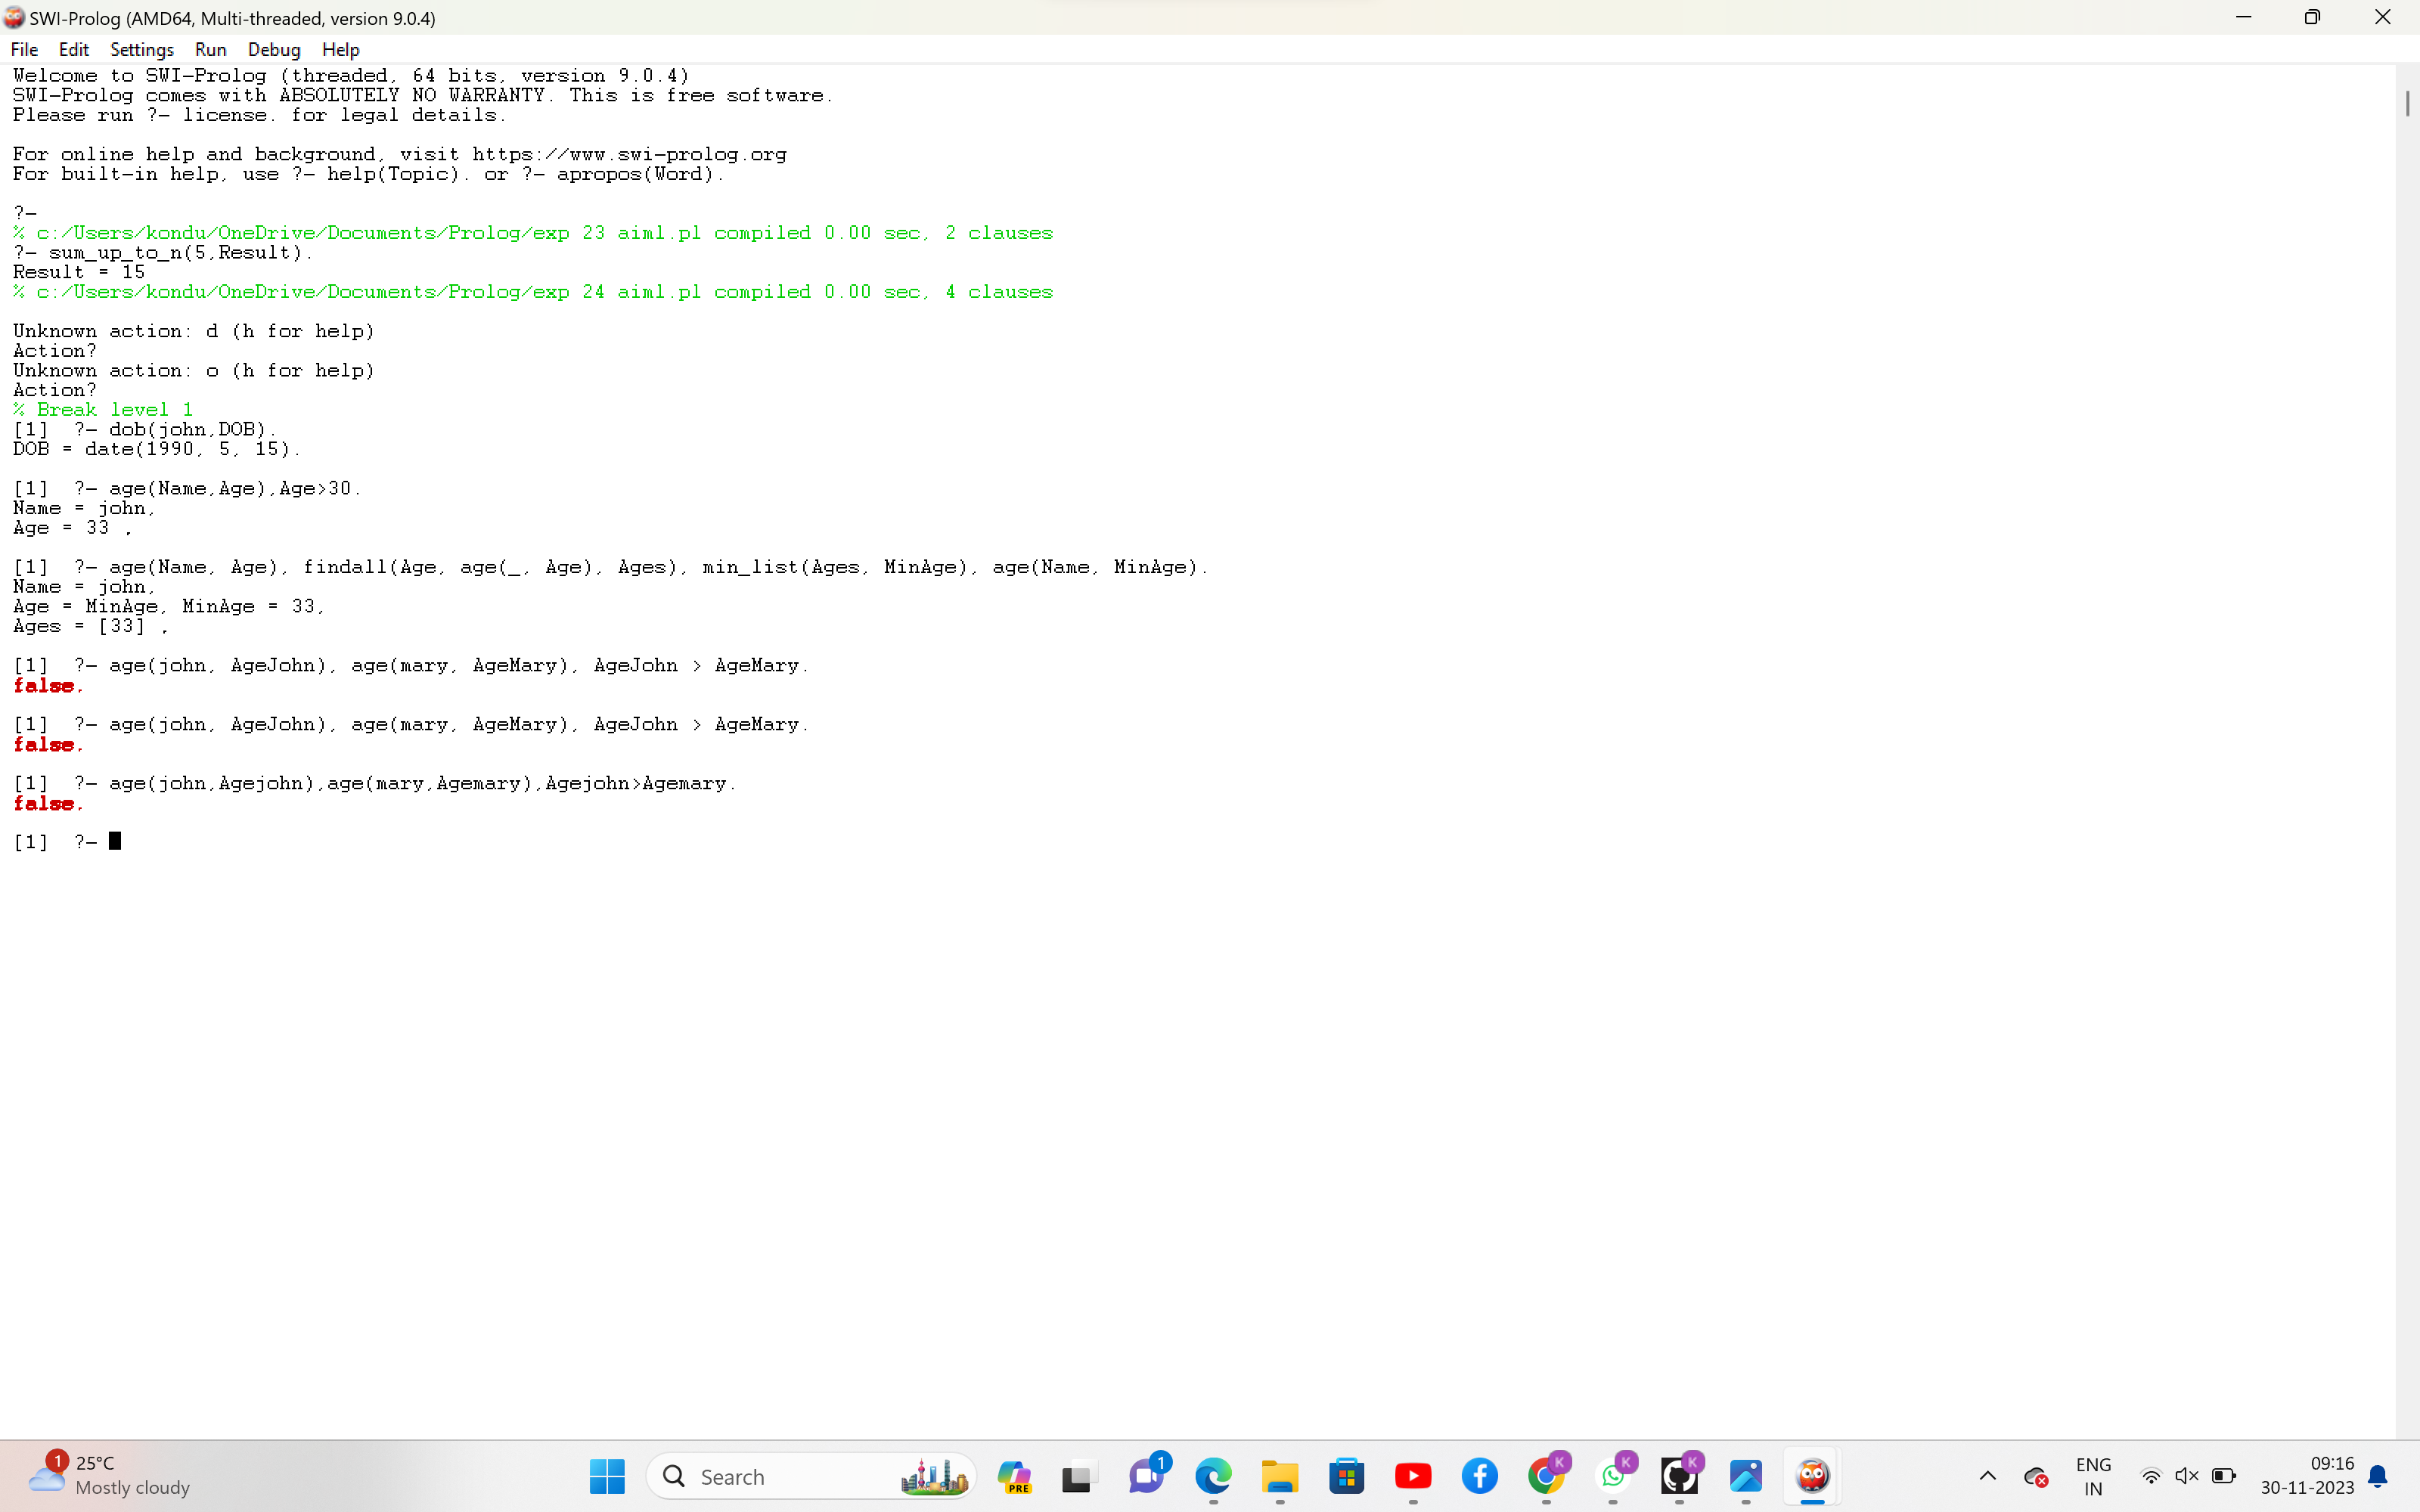 SWI-Prolog (AMD64, Multi-threaded, version 9.0.4)
File Edit Settings Run Debug Help
Welcome to SWI-Prolog (threaded, 64 bits, version 9.0.4)
SWI-Prolog comes with ABSOLUTELY NO WARRANTY. This is free software.
Please run ?- license. for legal details.
For online help and background, visit https://www.swi-prolog.org
For built-in help, use ?- help(Topic). or ?- apropos(Word).
?-
% c:/Users/kondu/OneDrive/Documents/Prolog/exp 23 aiml.pl compiled 0.00 sec, 2 clauses
?- sum_up_to_n(5,Result).
Result = 15
% c:/Users/kondu/OneDrive/Documents/Prolog/exp 24 aiml.pl compiled 0.00 sec, 4 clauses
Unknown action: d (h for help)
Action?
Unknown action: o (h for help)
Action?
% Break level 1
[1]  ?- dob(john,DOB).
DOB = date(1990, 5, 15).
[1]  ?- age(Name,Age),Age>30.
Name = john,
Age = 33 .
[1]  ?- age(Name, Age), findall(Age, age(_, Age), Ages), min_list(Ages, MinAge), age(Name, MinAge).
Name = john,
Age = MinAge, MinAge = 33,
Ages = [33] .
[1]  ?- age(john, AgeJohn), age(mary, AgeMary), AgeJohn > AgeMary.
false.
[1]  ?- age(john, AgeJohn), age(mary, AgeMary), AgeJohn > AgeMary.
false.
[1]  ?- age(john,Agejohn),age(mary,Agemary),Agejohn>Agemary.
false.
[1]  ?-
1
25°C
Mostly cloudy
Search
PRE
1
K
K
K
ENG
IN
09:16
30-11-2023